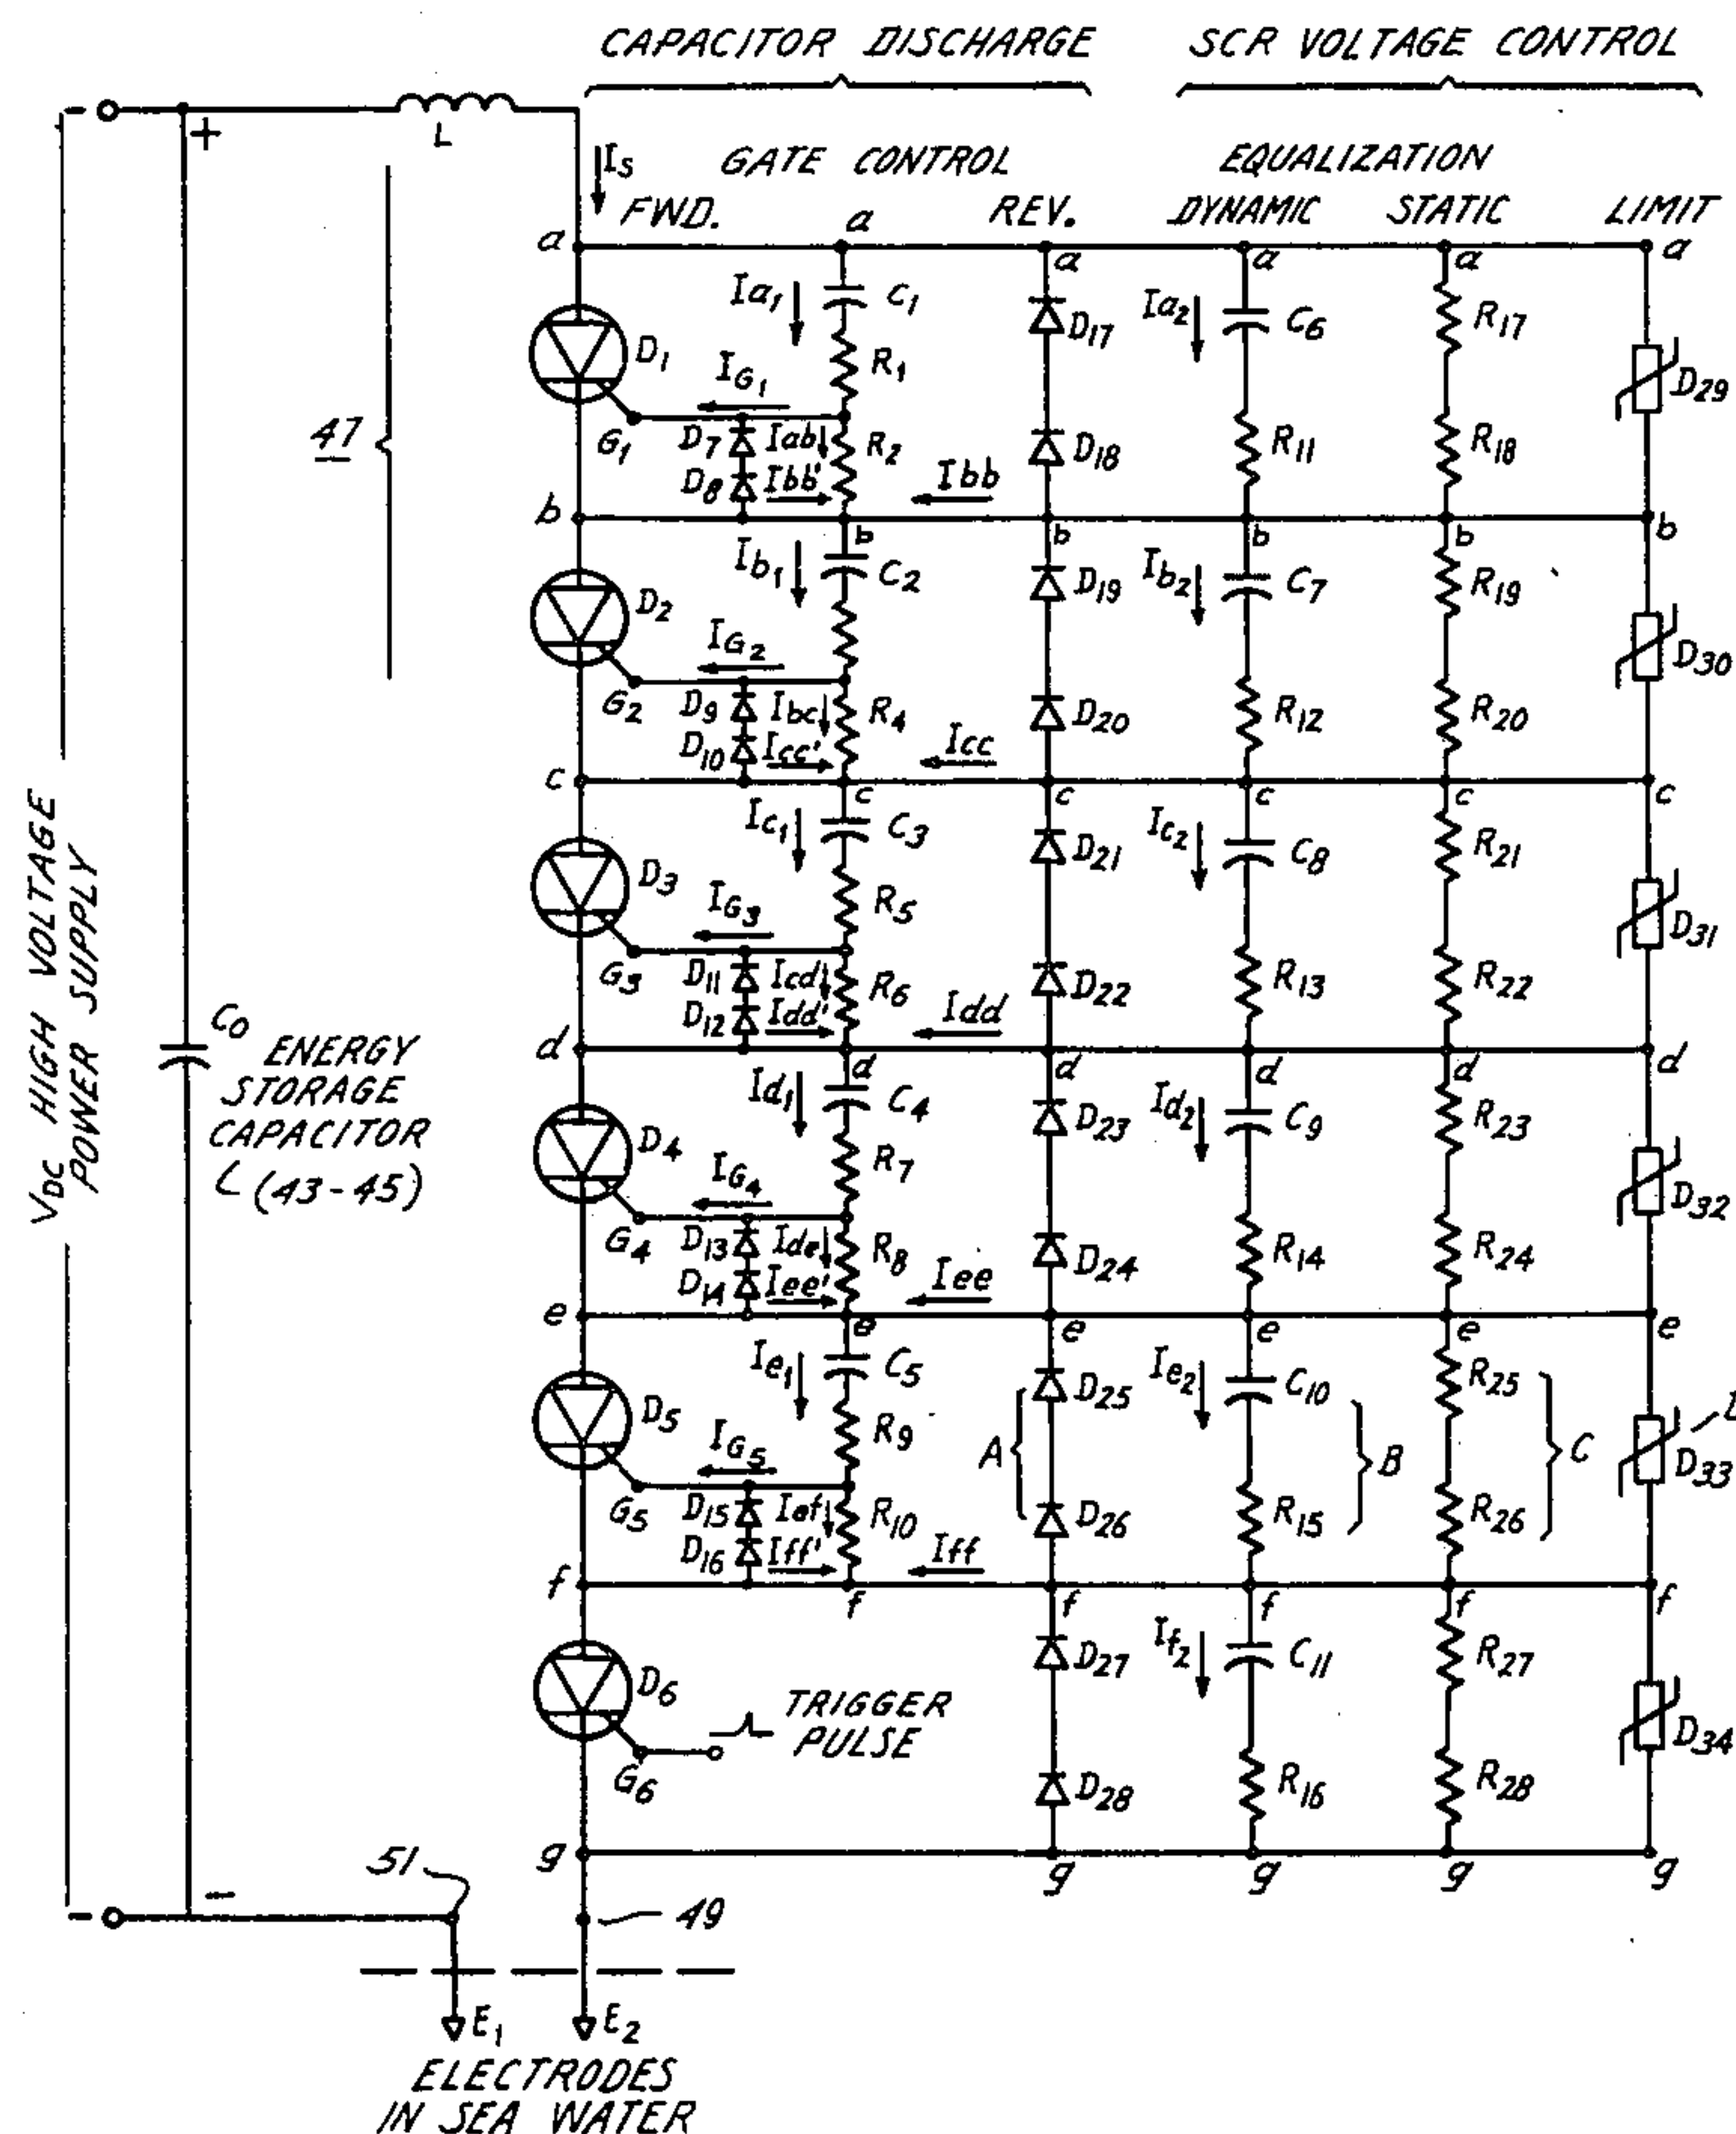 CAPACITOR DISCHARGE
SCR VOLTAGE CONTROL
+
L
Is
GATE CONTROL
EQUALIZATION
FWD.
a
REV.
DYNAMIC
STATIC
LIMIT
a
a
a
a
a
Ia1
C1
D17
Ia2
C6
R17
D1
R1
IG1
D29
47
G1
D7
Iab
R2
D18
R11
R18
D8
Ibb'
Ibb
b
b
b
b
b
b
Ib1
C2
D19
Ib2
C7
R19
D2
IG2
D30
G2
D9
Ibc
R4
D20
R12
R20
D10
Icc'
Icc
c
c
c
c
c
c
Ic1
C3
D21
Ic2
C8
R21
D3
R5
IG3
D31
G3
D11
Icd
R6
D22
R13
R22
D12
Idd'
Idd
VDC HIGH VOLTAGE
POWER SUPPLY
C0
ENERGY
STORAGE
CAPACITOR
(43-45)
d
d
d
d
d
d
Id1
C4
D23
Id2
C9
R23
D4
R7
IG4
D32
G4
D13
Ide
R8
D24
R14
R24
D14
Iee'
Iee
e
e
e
e
e
e
Ie1
C5
D25
Ie2
C10
R25
D5
R9
A
B
C
D
IG5
D33
G5
D15
Ief
R10
D26
R15
R26
D16
Iff'
Iff
f
f
f
f
f
f
If2
D27
C11
R27
D6
TRIGGER
PULSE
D34
G6
D28
R16
R28
g
g
g
g
g
51
-
49
E1
E2
ELECTRODES
IN SEA WATER